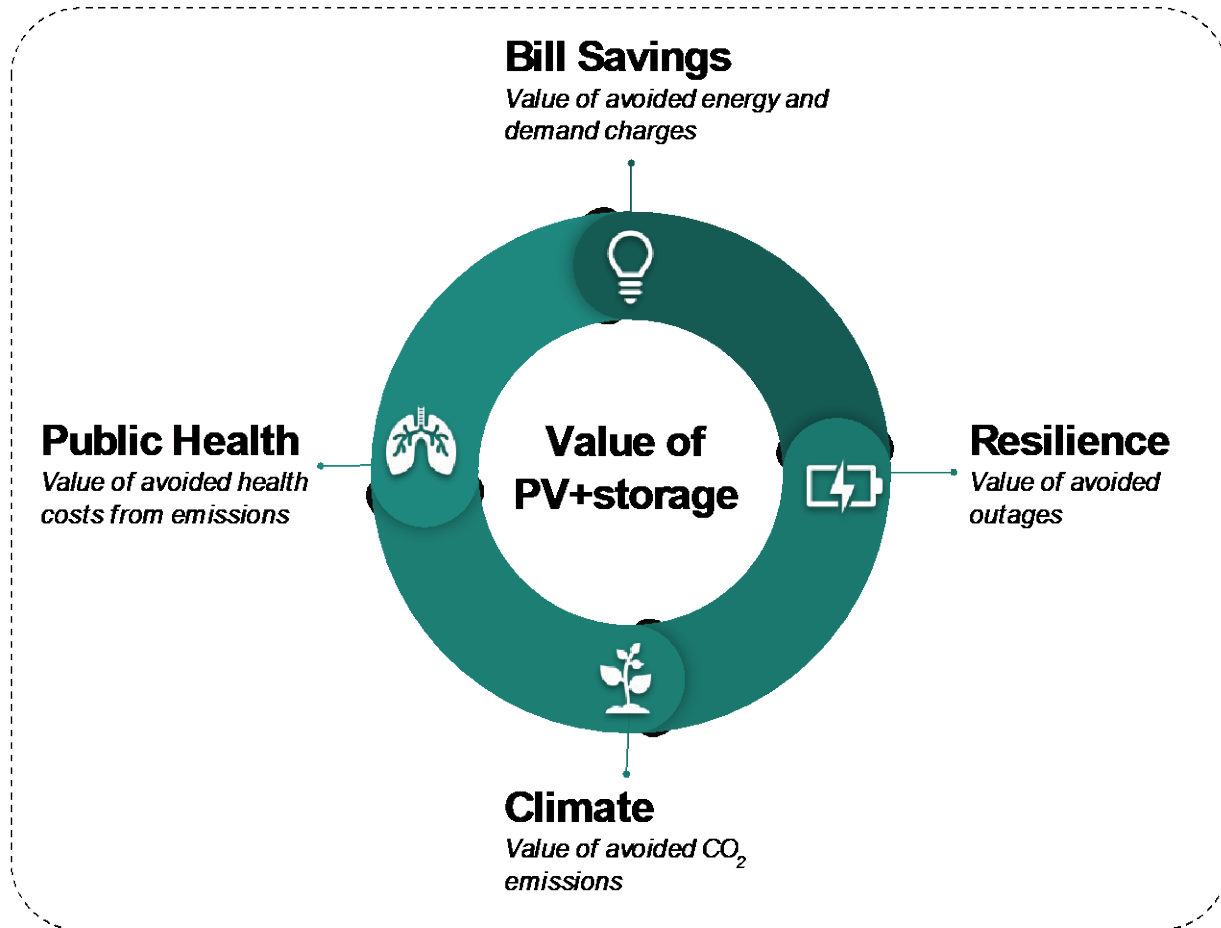 Bill Savings
Value of avoided energy and
demand charges
Public Health
Value of avoided health
costs from emissions
Value of
PV+storage
Resilience
Value of avoided
outages
Climate
Value of avoided CO₂
emissions